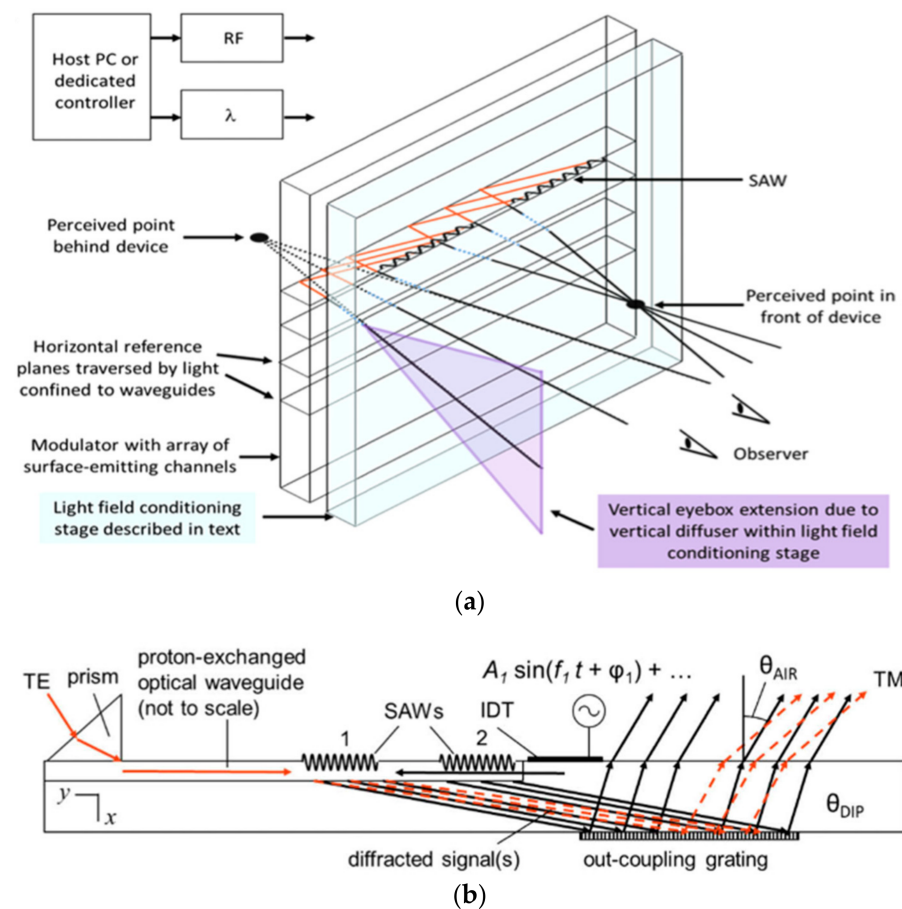 Host PC or
dedicated
controller
RF
λ
SAW
Perceived point
behind device
Perceived point in
front of device
Horizontal reference
planes traversed by light
confined to waveguides
Modulator with array of
surface-emitting channels
Observer
Light field conditioning
stage described in text
Vertical eyebox extension due to
vertical diffuser within light field
conditioning stage
(a)
TE
prism
proton-exchanged
optical waveguide
(not to scale)
SAWs
1
2
IDT
A1 sin(f1 t + φ1) + ...
θAIR
TM
y
x
θDIP
diffracted signal(s)
out-coupling grating
(b)